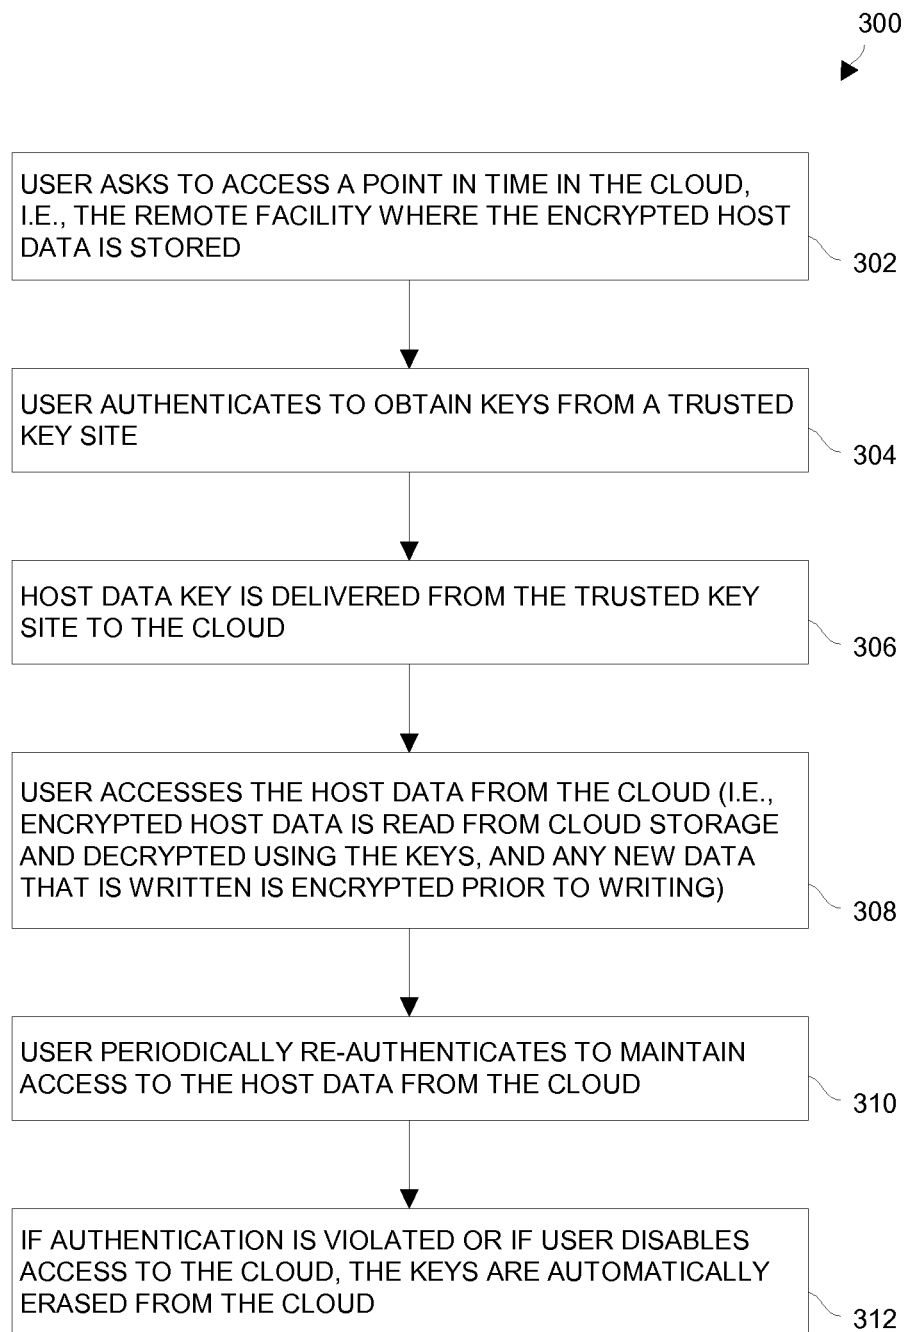 300
USER ASKS TO ACCESS A POINT IN TIME IN THE CLOUD,
I.E., THE REMOTE FACILITY WHERE THE ENCRYPTED HOST
DATA IS STORED
302
USER AUTHENTICATES TO OBTAIN KEYS FROM A TRUSTED
KEY SITE
304
HOST DATA KEY IS DELIVERED FROM THE TRUSTED KEY
SITE TO THE CLOUD
306
USER ACCESSES THE HOST DATA FROM THE CLOUD (I.E.,
ENCRYPTED HOST DATA IS READ FROM CLOUD STORAGE
AND DECRYPTED USING THE KEYS, AND ANY NEW DATA
THAT IS WRITTEN IS ENCRYPTED PRIOR TO WRITING)
308
USER PERIODICALLY RE-AUTHENTICATES TO MAINTAIN
ACCESS TO THE HOST DATA FROM THE CLOUD
310
IF AUTHENTICATION IS VIOLATED OR IF USER DISABLES
ACCESS TO THE CLOUD, THE KEYS ARE AUTOMATICALLY
ERASED FROM THE CLOUD
312